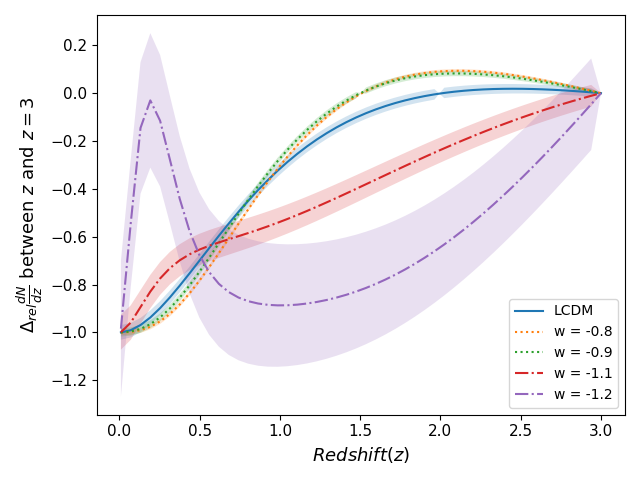 Δrel dN/dz between z and z = 3
0.2
0.0
−0.2
−0.4
−0.6
−0.8
−1.0
−1.2
LCDM
w = -0.8
w = -0.9
w = -1.1
w = -1.2
0.0 0.5 1.0 1.5 2.0 2.5 3.0
Redshift(z)